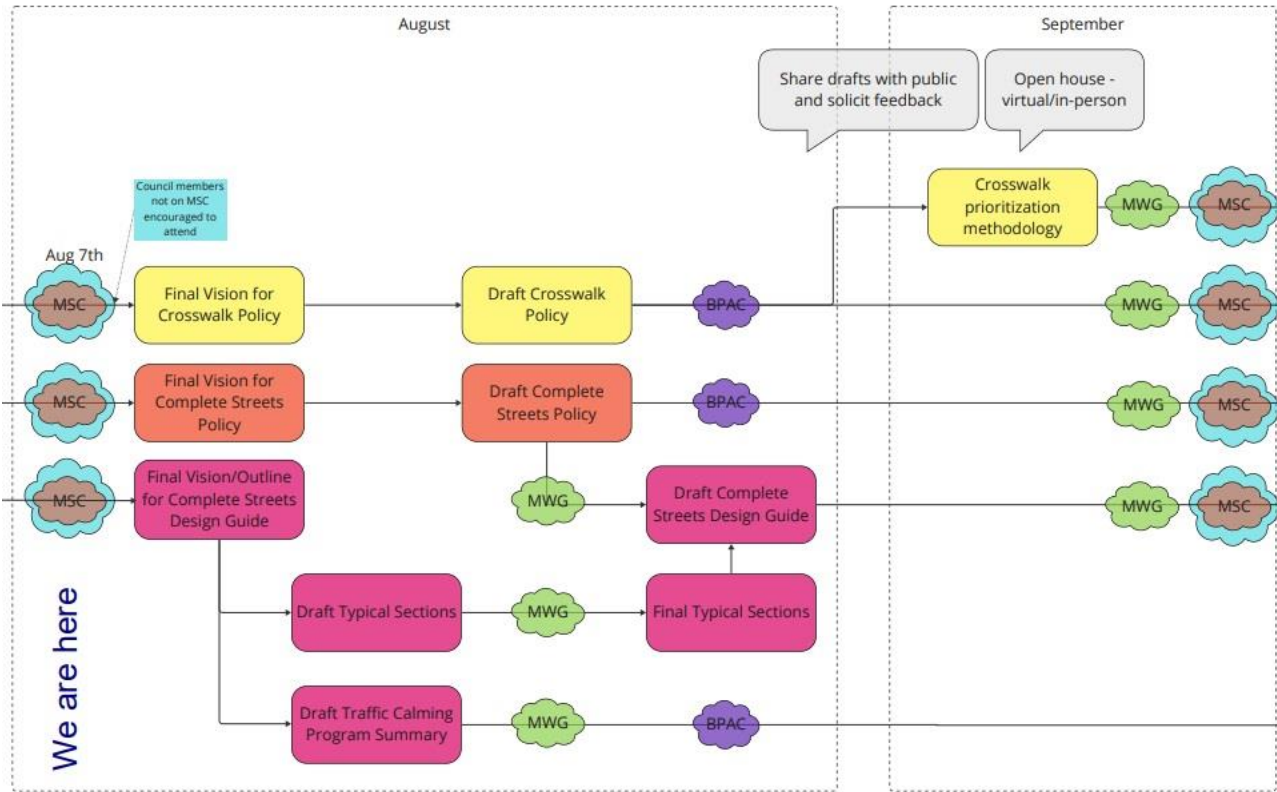 August
September
Share drafts with public
and solicit feedback
Open house -
virtual/in-person
Council members
not on MSC
encouraged to
attend
Crosswalk
prioritization
methodology
MWG
MSC
Aug 7th
MSC
Final Vision for
Crosswalk Policy
Draft Crosswalk
Policy
BPAC
MWG
MSC
MSC
Final Vision for
Complete Streets
Policy
Draft Complete
Streets Policy
BPAC
MWG
MSC
MSC
Final Vision/Outline
for Complete Streets
Design Guide
MWG
Draft Complete
Streets Design Guide
MWG
MSC
We are here
Draft Typical Sections
MWG
Final Typical Sections
Draft Traffic Calming
Program Summary
MWG
BPAC